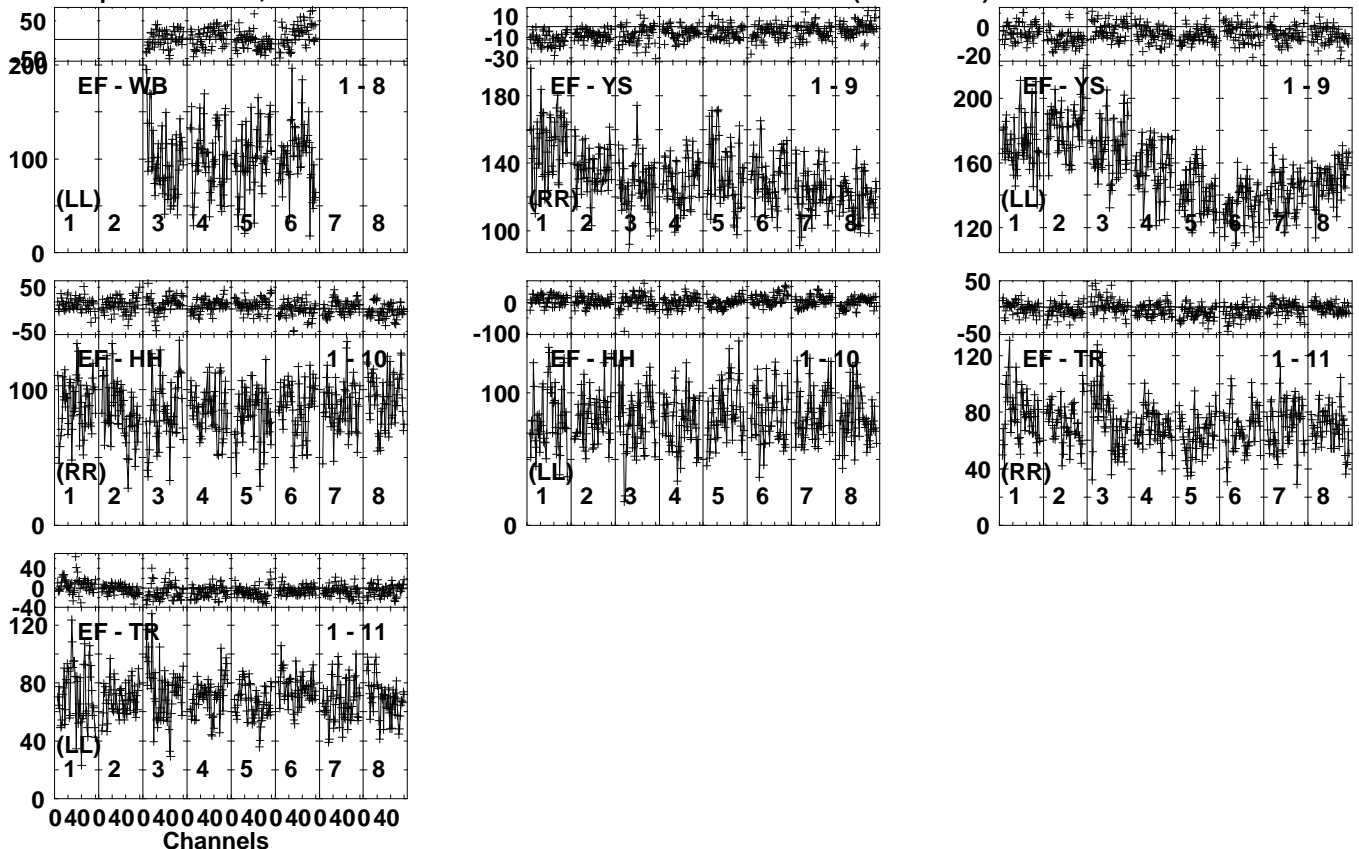 50
-50
200
100
0
EF - WB 1 - 8
(LL)
1 2 3 4 5 6 7 8
10
-10
-30
180
140
100
EF - YS 1 - 9
(RR)
1 2 3 4 5 6 7 8
0
-20
200
160
120
EF - YS 1 - 9
(LL)
1 2 3 4 5 6 7 8
50
-50
100
0
EF - HH 1 - 10
(RR)
1 2 3 4 5 6 7 8
0
-100
100
0
EF - HH 1 - 10
(LL)
1 2 3 4 5 6 7 8
50
-50
120
80
40
0
EF - TR 1 - 11
(RR)
1 2 3 4 5 6 7 8
40
0
-40
120
80
40
0
EF - TR 1 - 11
(LL)
1 2 3 4 5 6 7 8
0 40 0 40 0 40 0 40 0 40 0 40 0 40 0 40
Channels